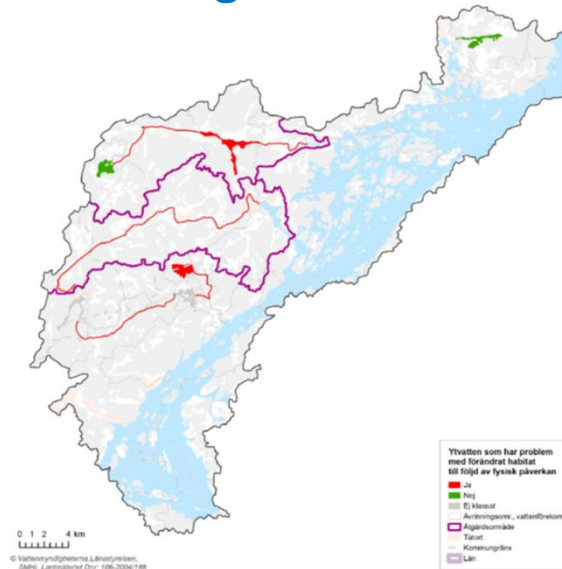 Ytvatten som har problem
med förändrat habitat
till följd av fysisk påverkan
Ja
Nej
Ej klassat
Avrinningsomr., vattenförekom
Åtgärdsområde
Tätort
Kommungräns
Län
0 1 2 4 km
© Vattenmyndigheterna, Länsstyrelsen,
SMHI, Lantmäteriet Dnr: 106-2004/188